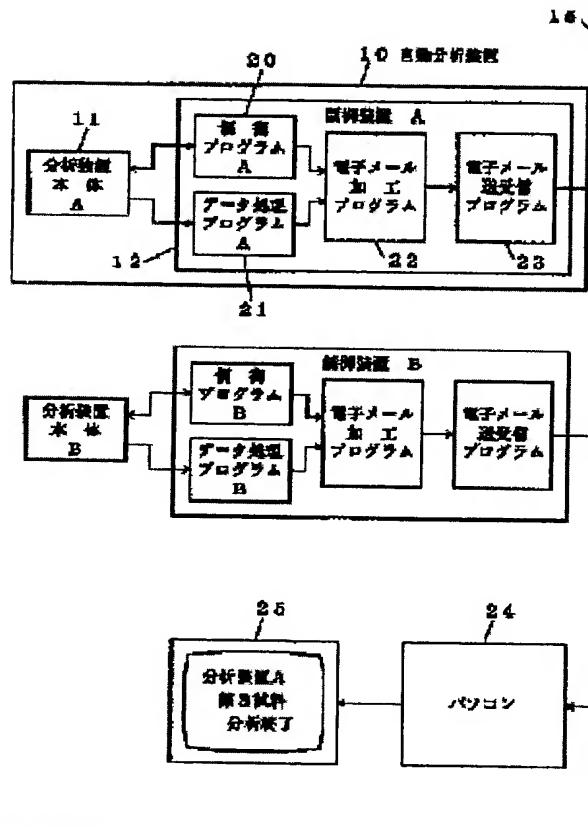 15
20
10 自動分析装置
11
制御装置 A
制御
プログラム
A
分析装置
本体
A
電子メール
加工
プログラム
電子メール
送受信
プログラム
データ処理
プログラム
A
12
22
23
21
制御装置 B
制御
プログラム
B
分析装置
本体
B
電子メール
加工
プログラム
電子メール
送受信
プログラム
データ処理
プログラム
B
25
24
分析装置A
第3試料
分析終了
パソコン